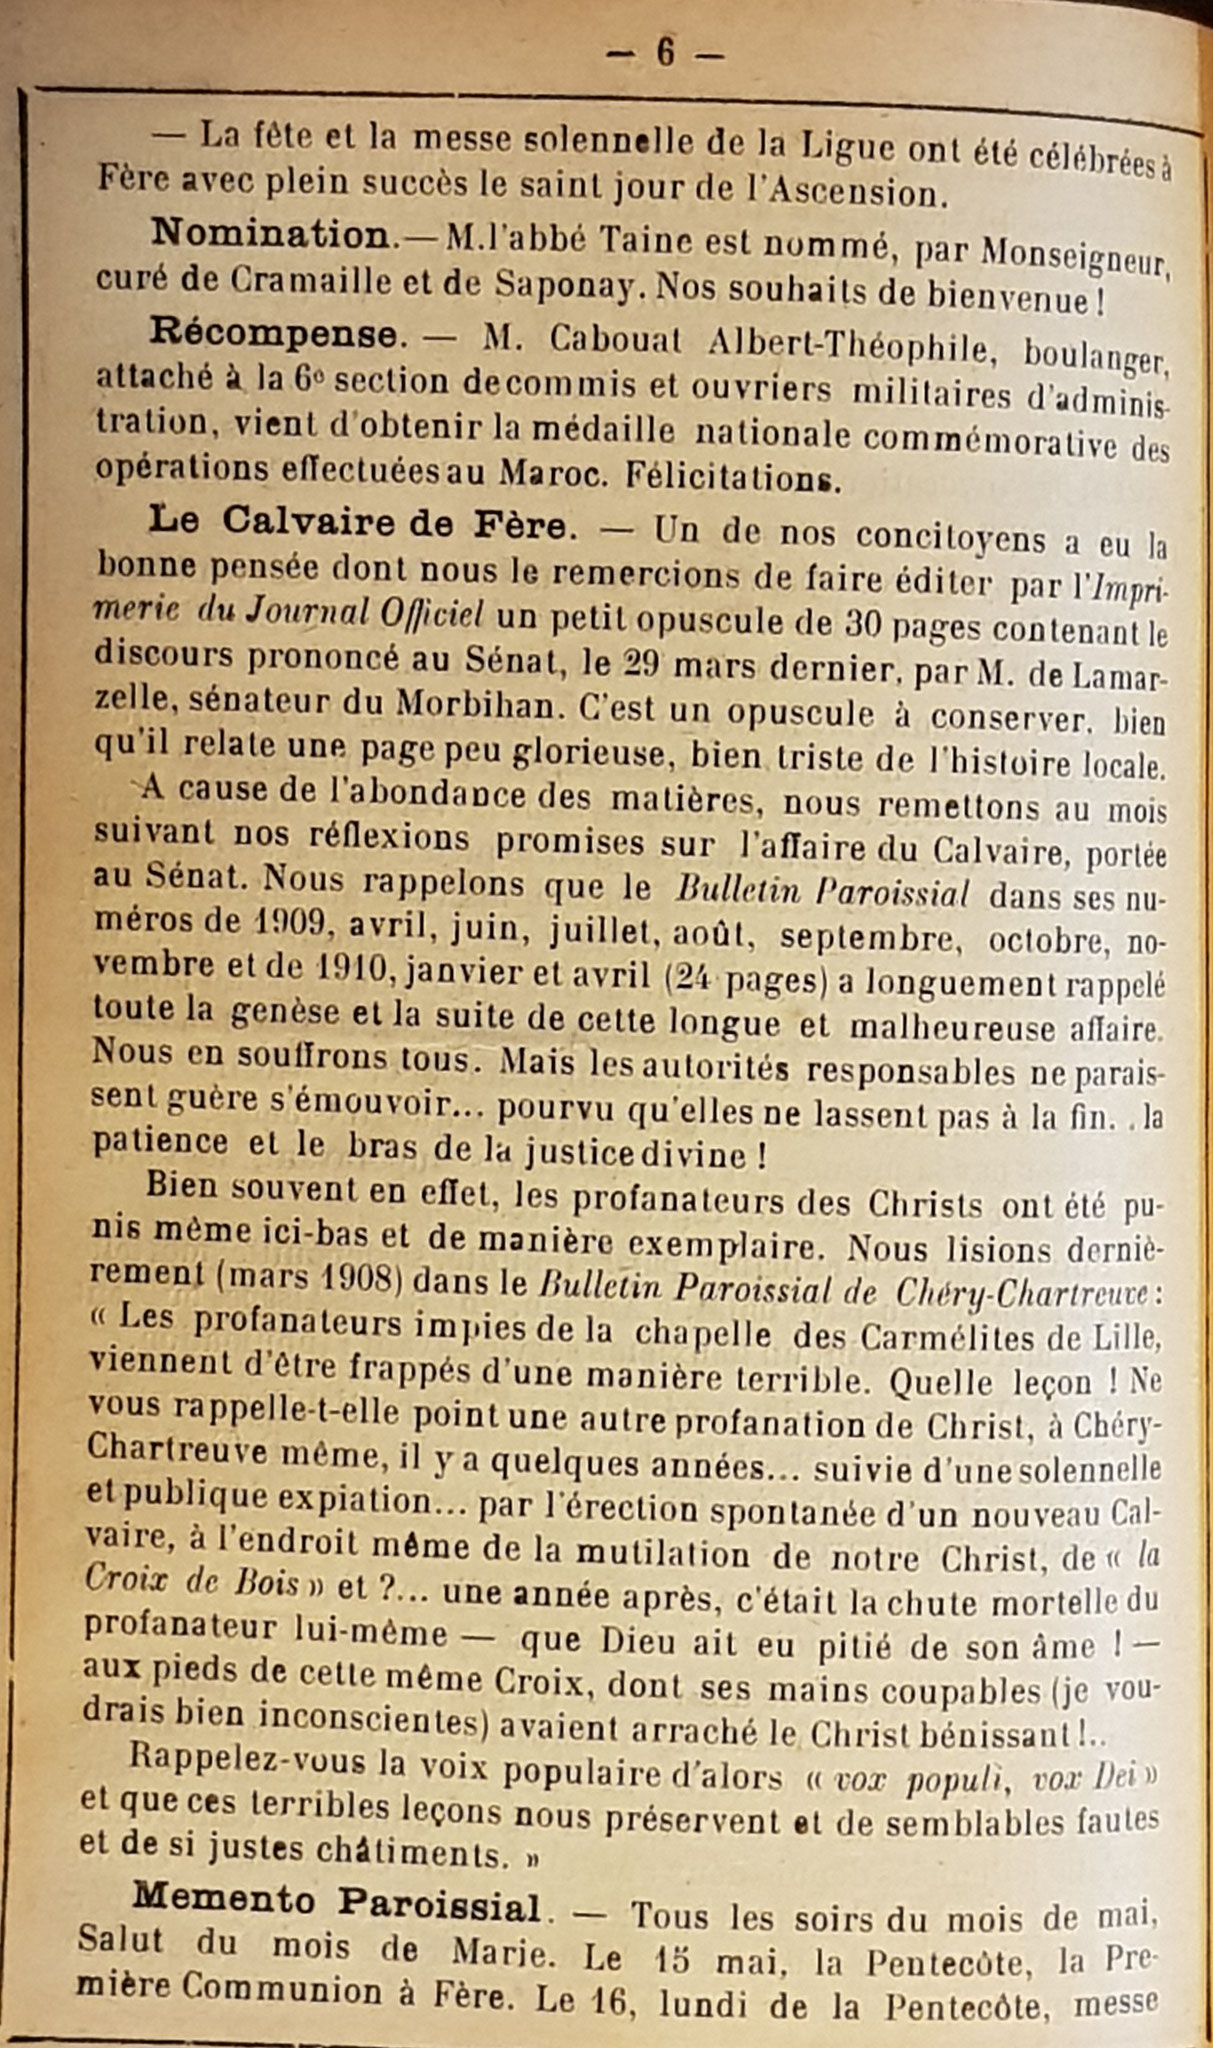 — 6 —
— La fête et la messe solennelle de la Ligue ont été célébrées à
Fère avec plein succès le saint jour de l'Ascension.
Nomination.— M.l'abbé Taine est nommé, par Monseigneur,
curé de Cramaille et de Saponay. Nos souhaits de bienvenue !
Récompense. — M. Cabouat Albert-Théophile, boulanger,
attaché à la 6e section de commis et ouvriers militaires d'adminis-
tration, vient d'obtenir la médaille nationale commémorative des
opérations effectuées au Maroc. Félicitations.
Le Calvaire de Fère. — Un de nos concitoyens a eu la
bonne pensée dont nous le remercions de faire éditer par l'Impri-
merie du Journal Officiel un petit opuscule de 30 pages contenant le
discours prononcé au Sénat, le 29 mars dernier, par M. de Lamar-
zelle, sénateur du Morbihan. C'est un opuscule à conserver, bien
qu'il relate une page peu glorieuse, bien triste de l'histoire locale.
A cause de l'abondance des matières, nous remettons au mois
suivant nos réflexions promises sur l'affaire du Calvaire, portée
au Sénat. Nous rappelons que le Bulletin Paroissial dans ses nu-
méros de 1909, avril, juin, juillet, août, septembre, octobre, no-
vembre et de 1910, janvier et avril (24 pages) a longuement rappelé
toute la genèse et la suite de cette longue et malheureuse affaire.
Nous en souffrons tous. Mais les autorités responsables ne parais-
sent guère s'émouvoir... pourvu qu'elles ne lassent pas à la fin. . la
patience et le bras de la justice divine !
Bien souvent en effet, les profanateurs des Christs ont été pu-
nis même ici-bas et de manière exemplaire. Nous lisions derniè-
rement (mars 1908) dans le Bulletin Paroissial de Chéry-Chartreuve :
« Les profanateurs impies de la chapelle des Carmélites de Lille,
viennent d'être frappés d'une manière terrible. Quelle leçon ! Ne
vous rappelle-t-elle point une autre profanation de Christ, à Chéry-
Chartreuve même, il y a quelques années... suivie d'une solennelle
et publique expiation... par l'érection spontanée d'un nouveau Cal-
vaire, à l'endroit même de la mutilation de notre Christ, de « la
Croix de Bois » et ?... une année après, c'était la chute mortelle du
profanateur lui-même — que Dieu ait eu pitié de son âme ! —
aux pieds de cette même Croix, dont ses mains coupables (je vou-
drais bien inconscientes) avaient arraché le Christ bénissant !..
Rappelez-vous la voix populaire d'alors « vox populi, vox Dei »
et que ces terribles leçons nous préservent et de semblables fautes
et de si justes châtiments. »
Memento Paroissial. — Tous les soirs du mois de mai,
Salut du mois de Marie. Le 15 mai, la Pentecôte, la Pre-
mière Communion à Fère. Le 16, lundi de la Pentecôte, messe